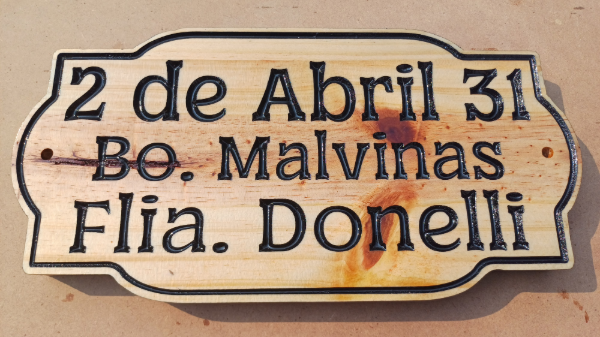 2 de Abril 31
Bo. Malvinas
Flia. Donelli